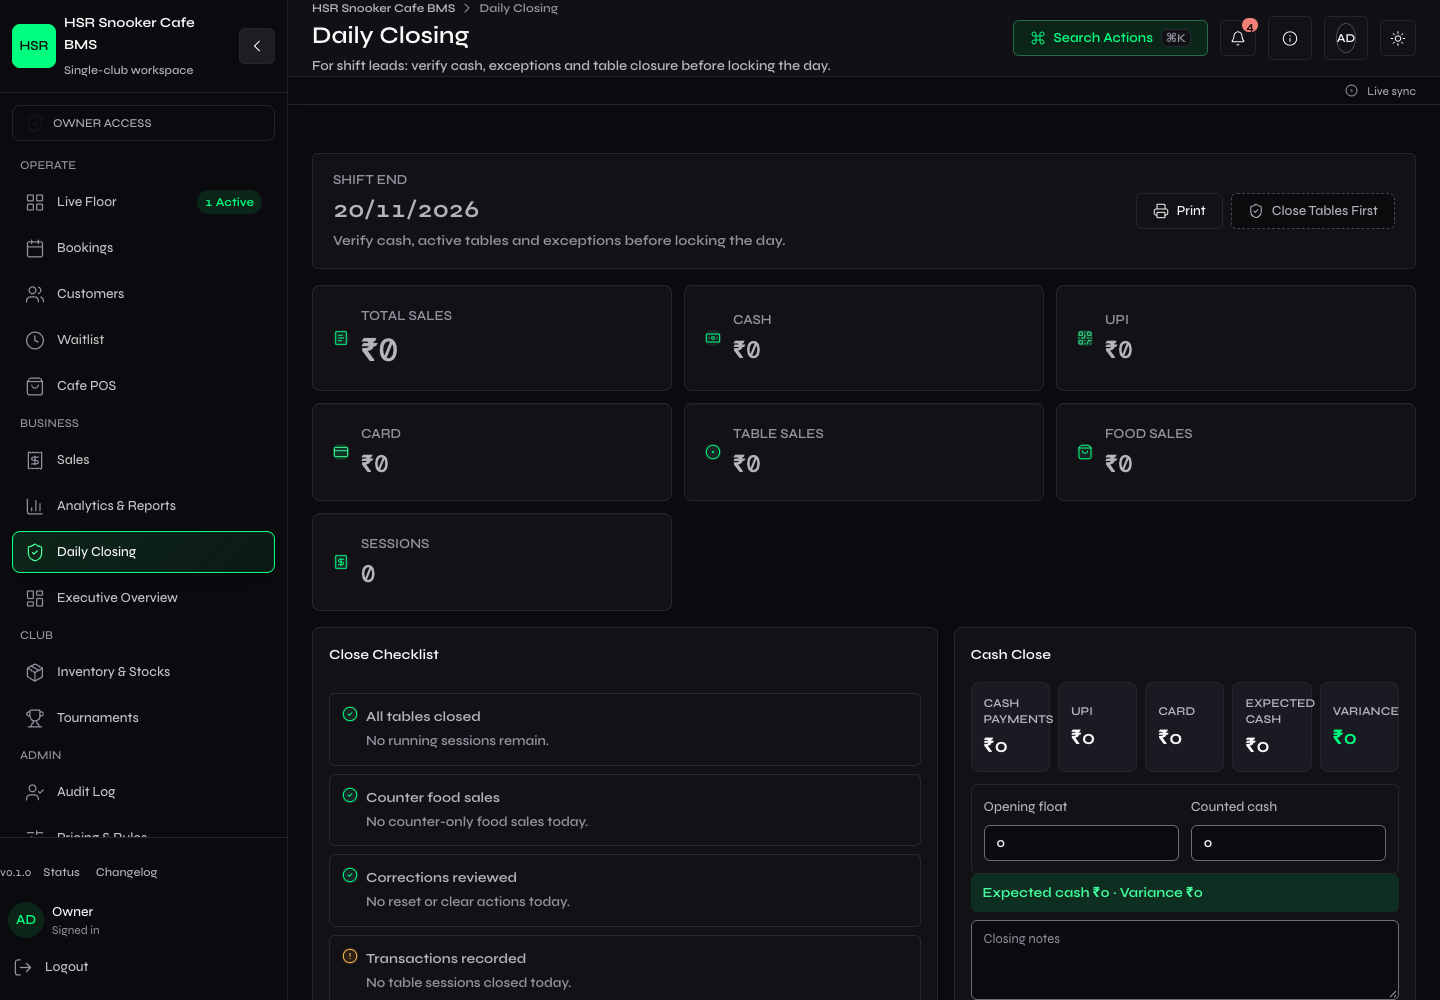 HSR
HSR Snooker Cafe
BMS
Single-club workspace
OWNER ACCESS
OPERATE
Live Floor
1 Active
Bookings
Customers
Waitlist
Cafe POS
BUSINESS
Sales
Analytics & Reports
Daily Closing
Executive Overview
CLUB
Inventory & Stocks
Tournaments
ADMIN
Audit Log
Pricing & Rules
v0.1.0 Status Changelog
AD
Owner
Signed in
Logout
HSR Snooker Cafe BMS > Daily Closing
Daily Closing
For shift leads: verify cash, exceptions and table closure before locking the day.
Search Actions ⌘K
4
AD
Live sync
SHIFT END
20/11/2026
Verify cash, active tables and exceptions before locking the day.
Print
Close Tables First
TOTAL SALES
₹0
CASH
₹0
UPI
₹0
CARD
₹0
TABLE SALES
₹0
FOOD SALES
₹0
SESSIONS
0
Close Checklist
All tables closed
No running sessions remain.
Counter food sales
No counter-only food sales today.
Corrections reviewed
No reset or clear actions today.
Transactions recorded
No table sessions closed today.
Cash Close
CASH
PAYMENTS
₹0
UPI
₹0
CARD
₹0
EXPECTED
CASH
₹0
VARIANCE
₹0
Opening float
0
Counted cash
0
Expected cash ₹0 · Variance ₹0
Closing notes